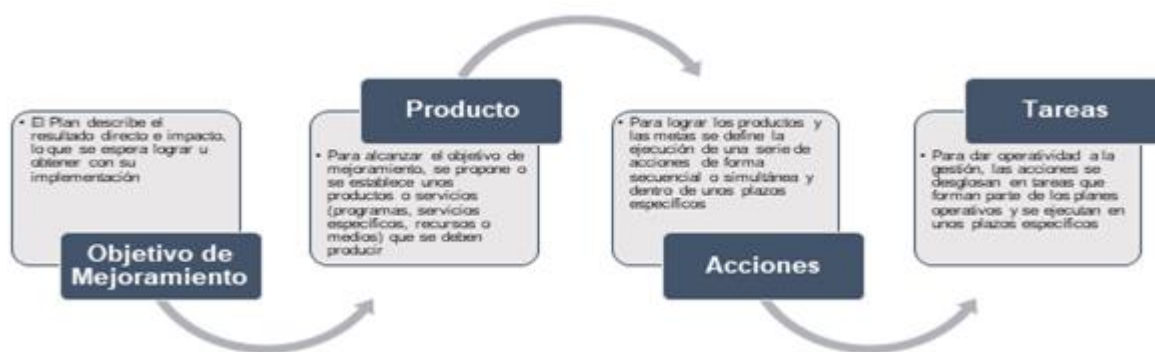 • El Plan describe el
resultado directo e impacto,
lo que se espera lograr u
obtener con su
implementación
Objetivo de
Mejoramiento
Producto
• Para alcanzar el objetivo de
mejoramiento, se propone o
se establece unos
productos o servicios
(programas, servicios
específicos, recursos o
medios) que se deben
producir
• Para lograr los productos y
las metas se define la
ejecución de una serie de
acciones de forma
secuencial o simultánea y
dentro de unos plazos
específicos
Acciones
Tareas
• Para dar operatividad a la
gestión, las acciones se
desglosan en tareas que
forman parte de los planes
operativos y se ejecutan en
unos plazos específicos